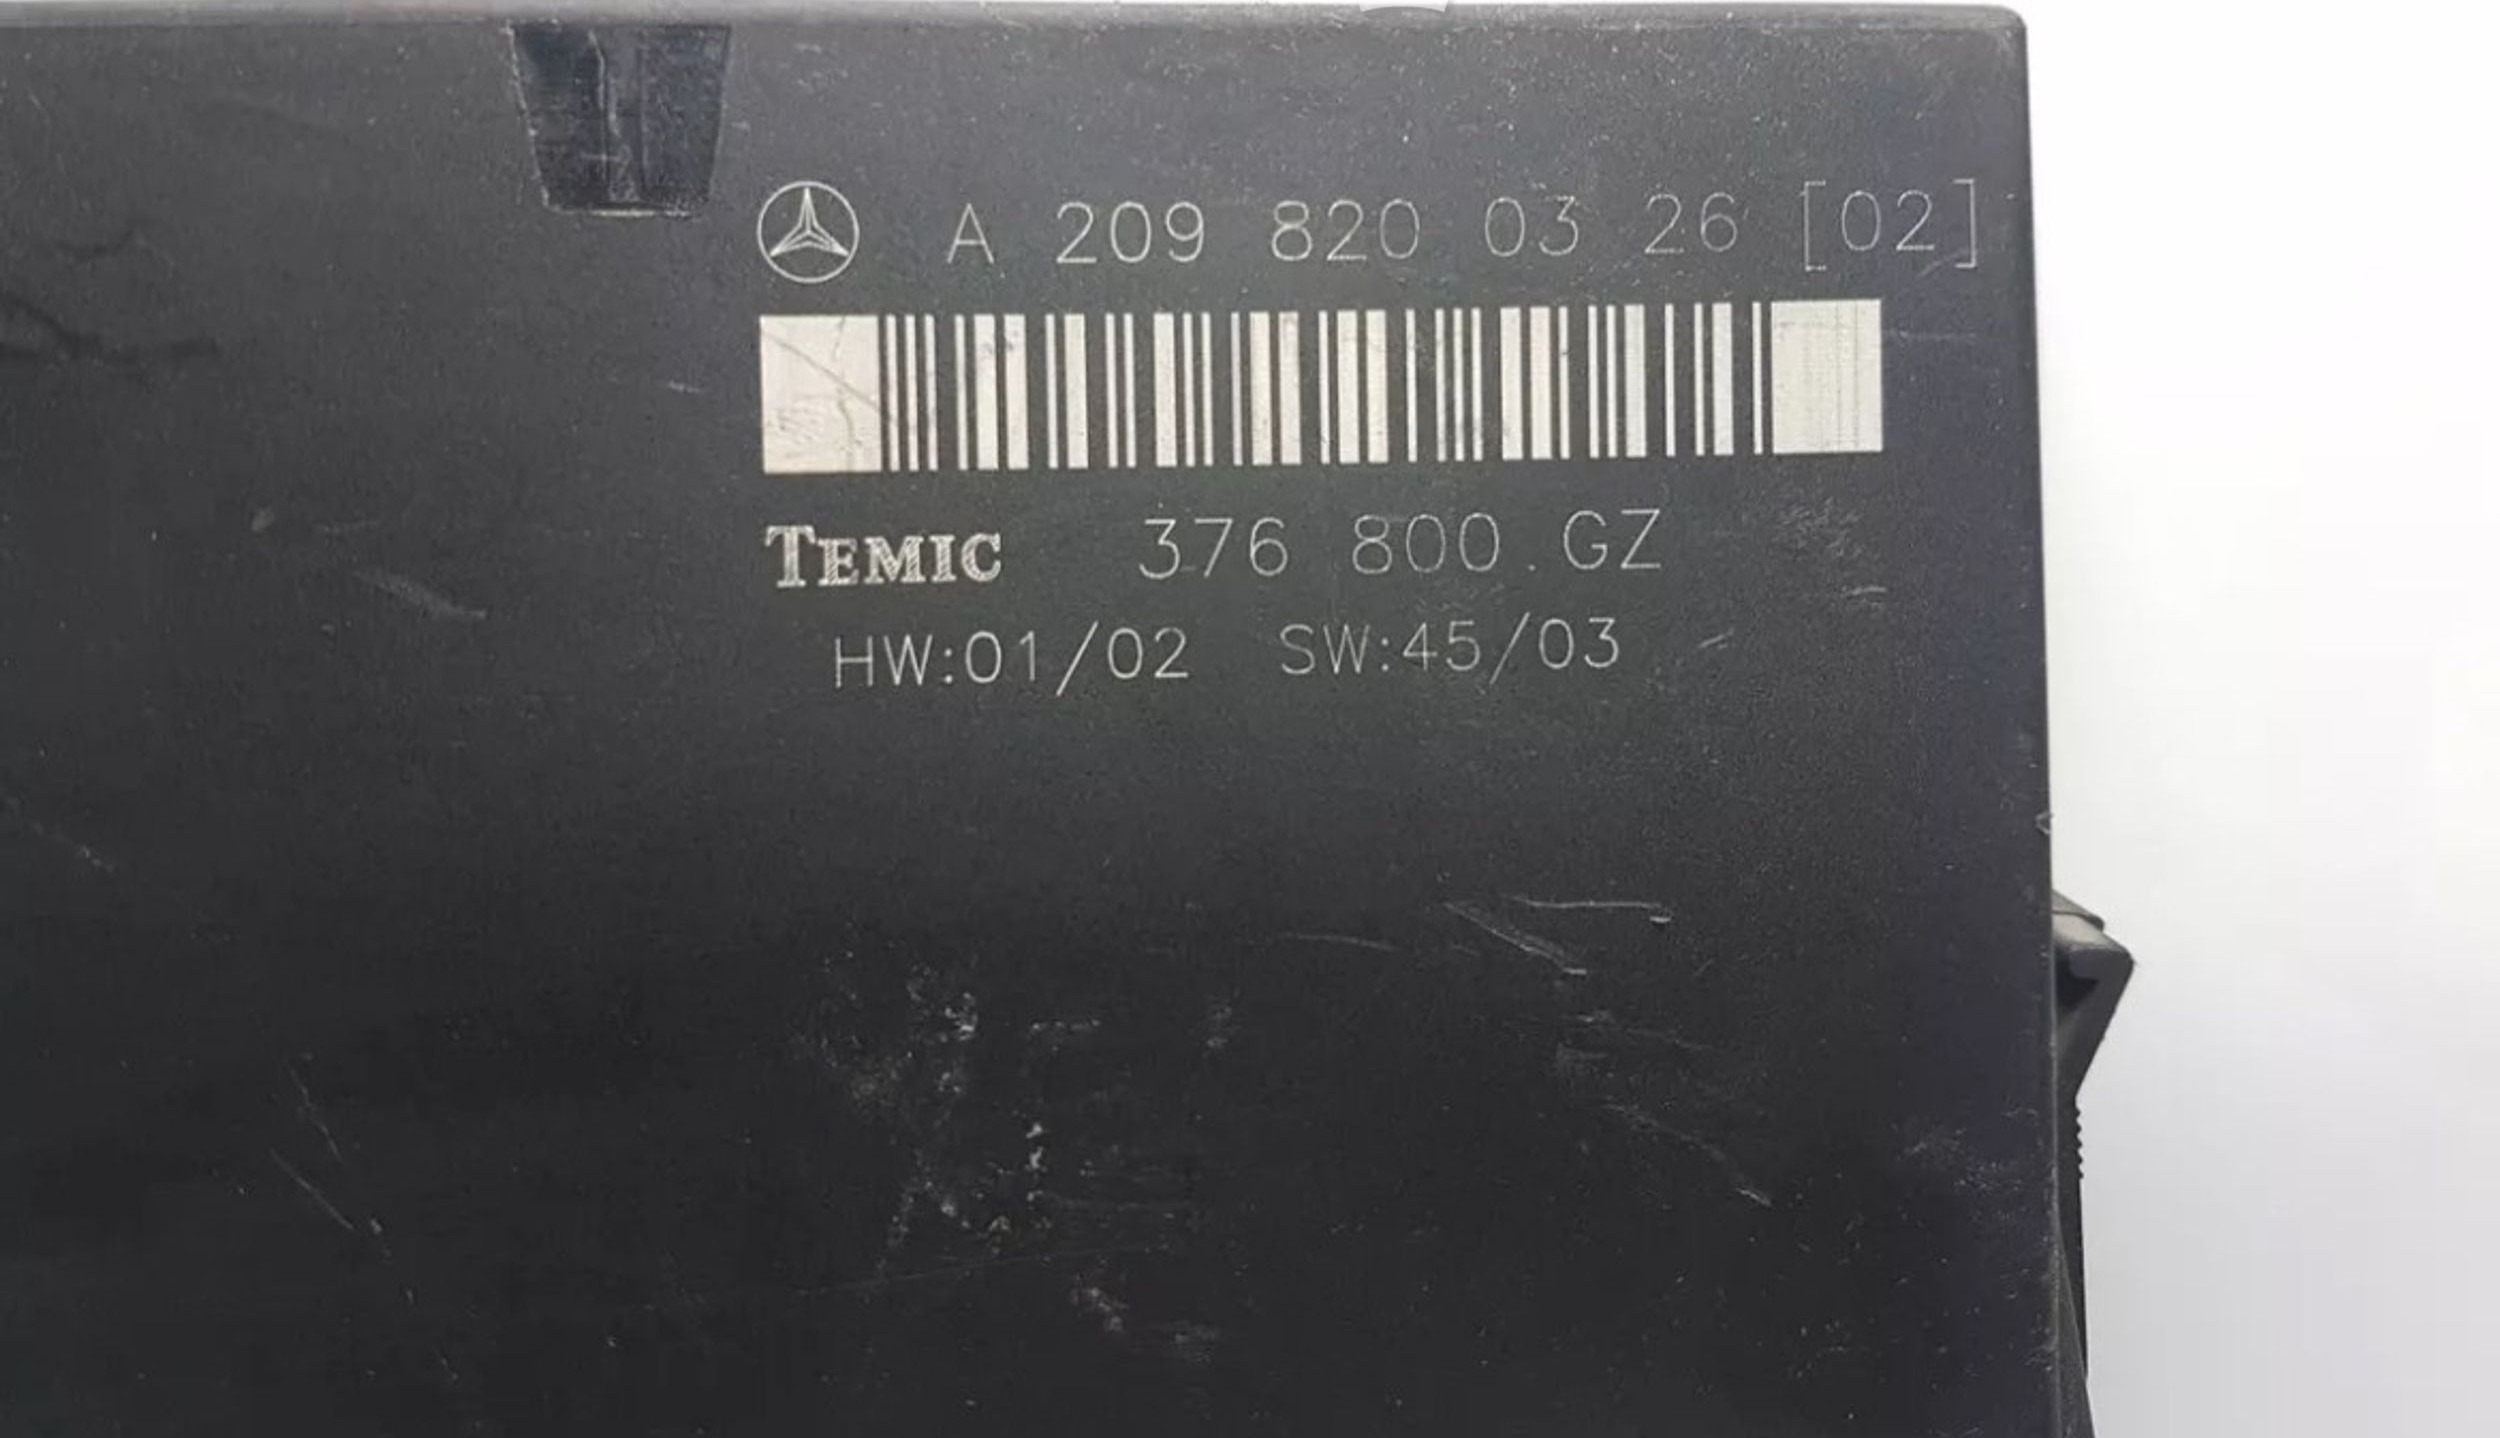 A 209 820 03 26 [02]
TEMIC 376 800.GZ
HW:01/02 SW:45/03